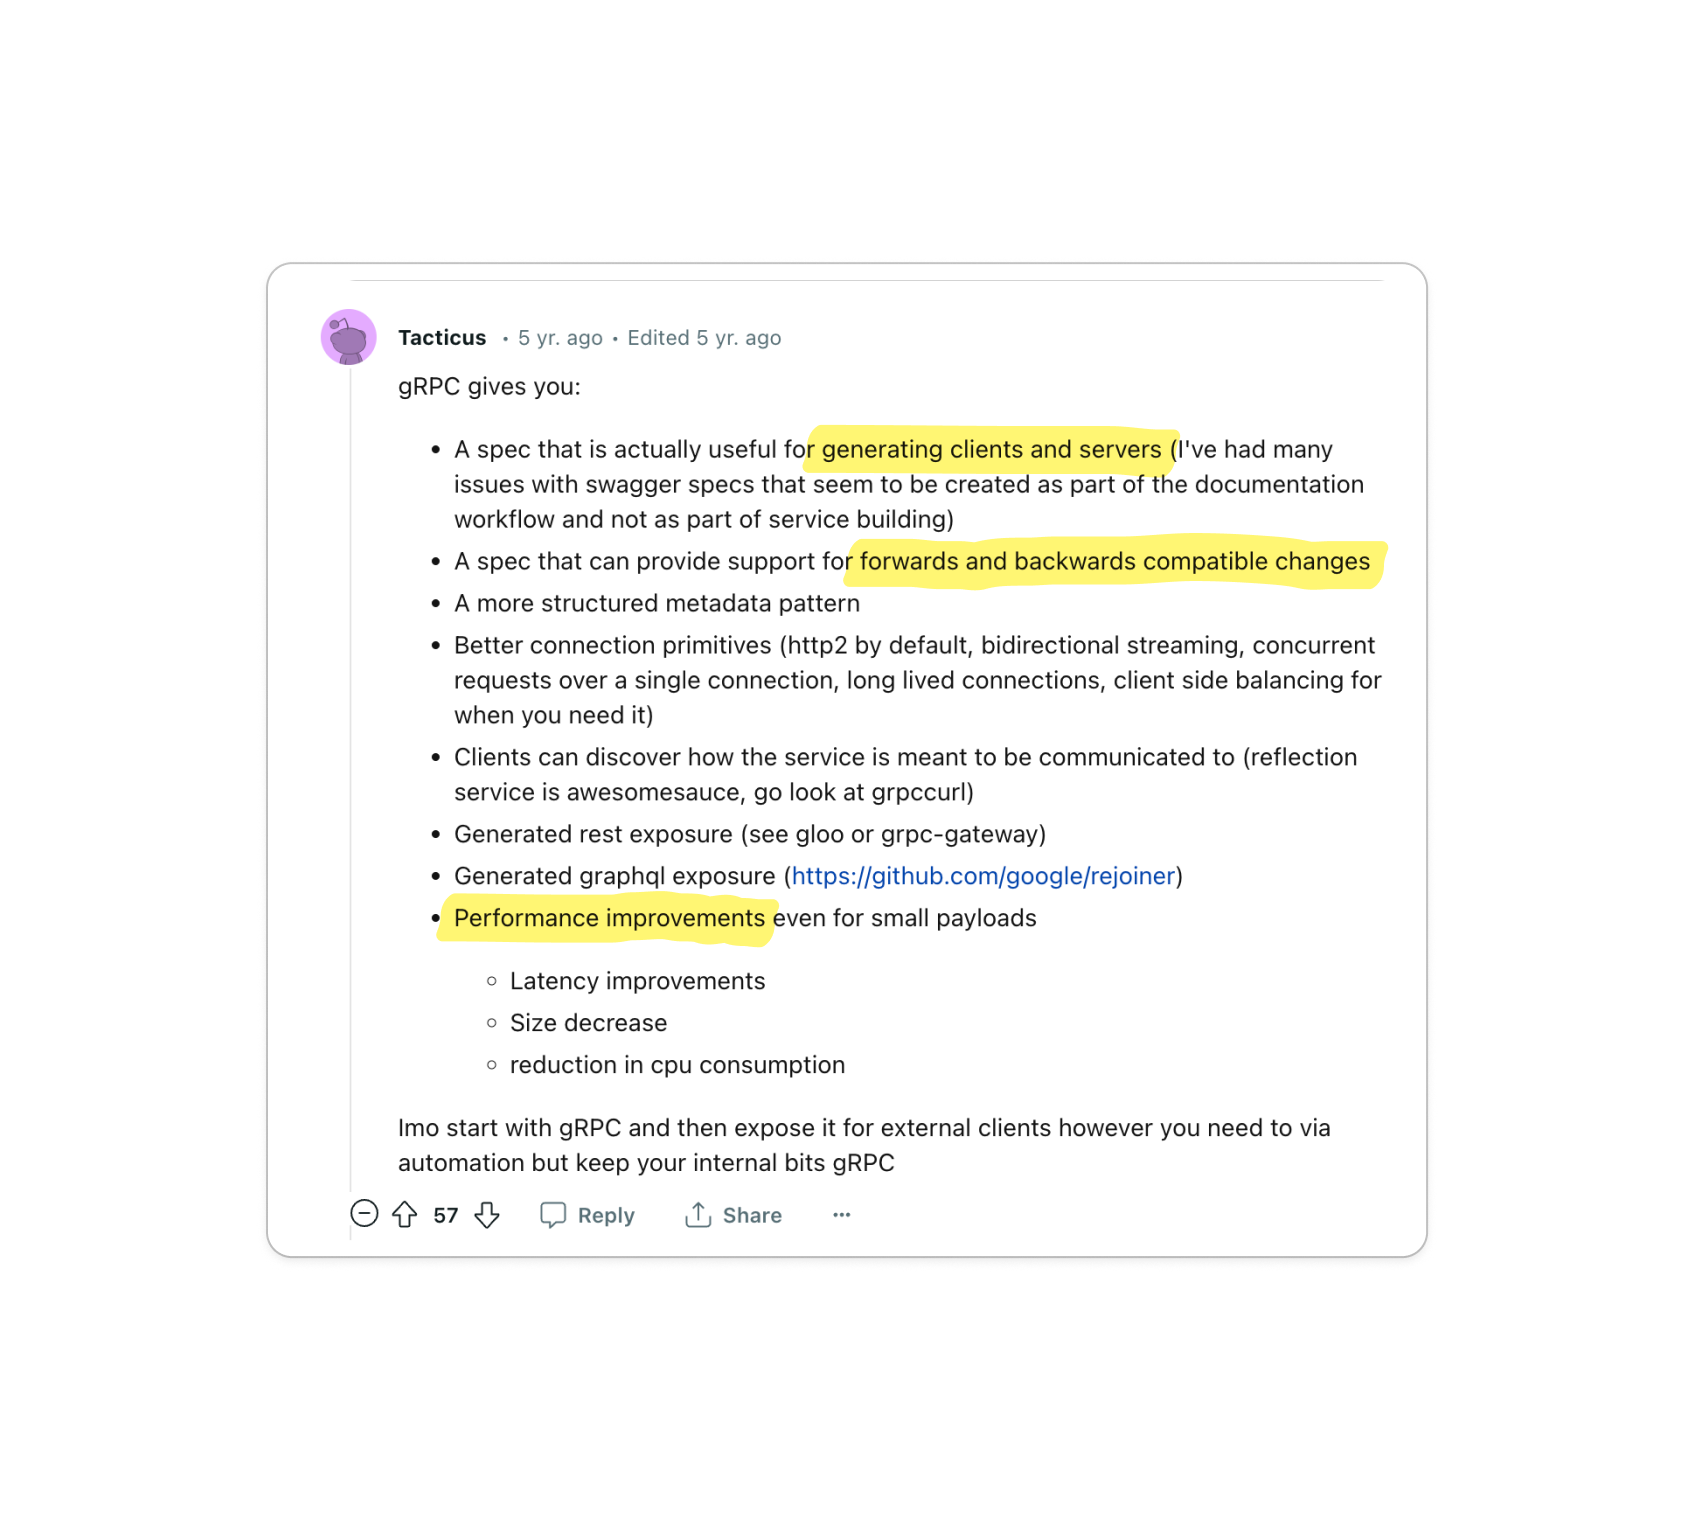 Tacticus • 5 yr. ago • Edited 5 yr. ago
gRPC gives you:
• A spec that is actually useful for generating clients and servers (I've had many
issues with swagger specs that seem to be created as part of the documentation
workflow and not as part of service building)
• A spec that can provide support for forwards and backwards compatible changes
• A more structured metadata pattern
• Better connection primitives (http2 by default, bidirectional streaming, concurrent
requests over a single connection, long lived connections, client side balancing for
when you need it)
• Clients can discover how the service is meant to be communicated to (reflection
service is awesomesauce, go look at grpccurl)
• Generated rest exposure (see gloo or grpc-gateway)
• Generated graphql exposure (https://github.com/google/rejoiner)
• Performance improvements even for small payloads
◦ Latency improvements
◦ Size decrease
◦ reduction in cpu consumption
Imo start with gRPC and then expose it for external clients however you need to via
automation but keep your internal bits gRPC
57 Reply Share ...